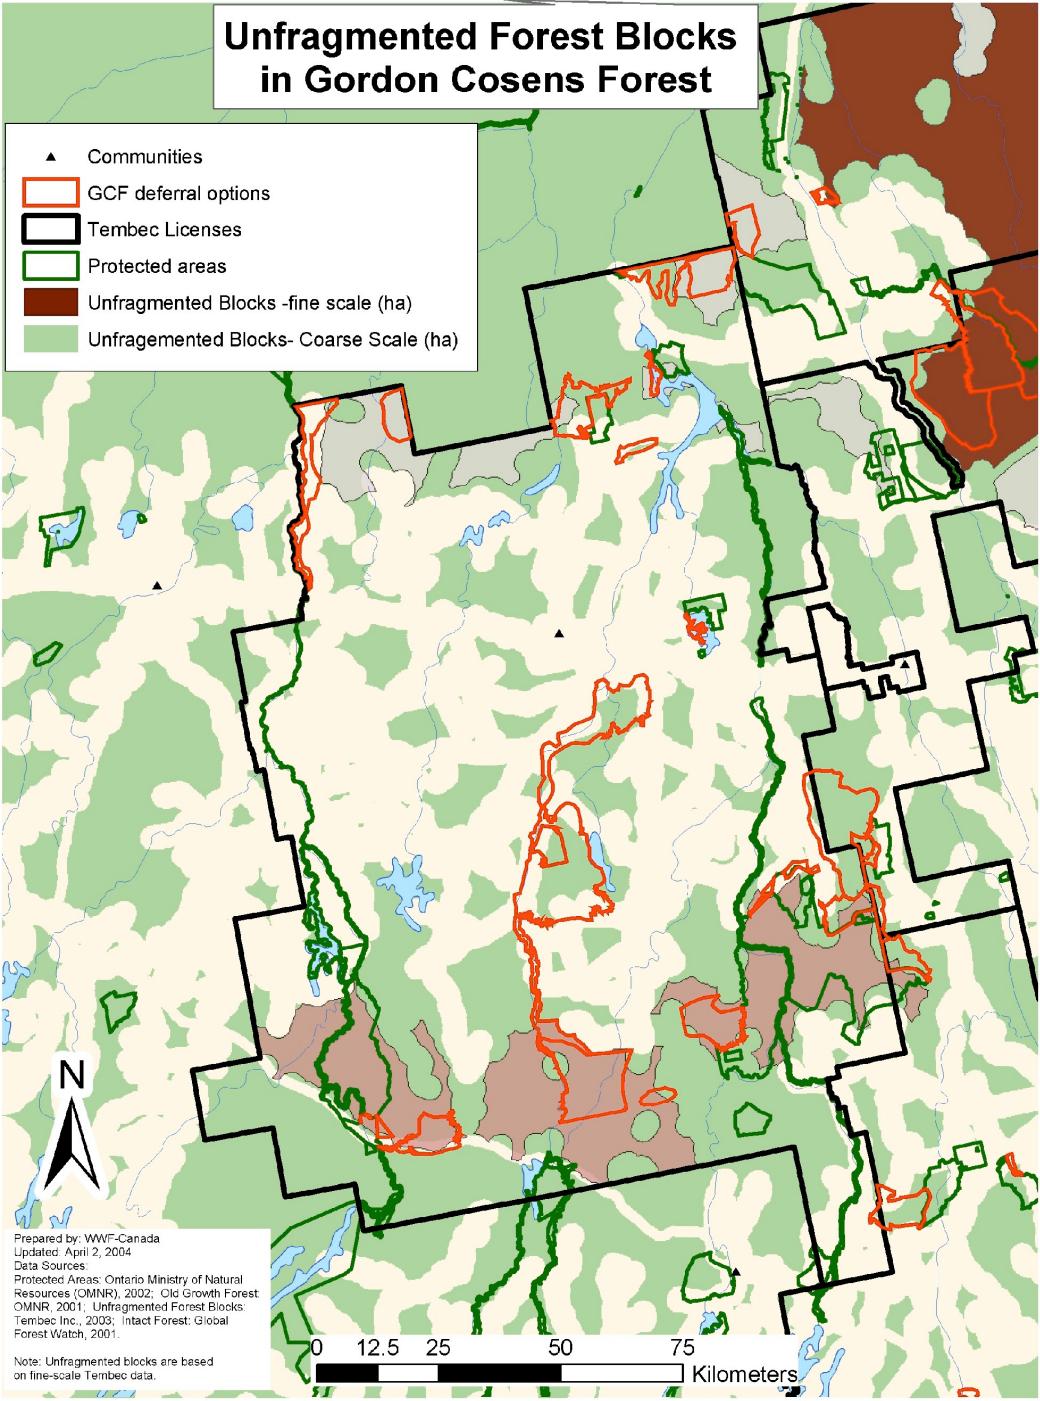 Unfragmented Forest Blocks
in Gordon Cosens Forest
Communities
GCF deferral options
Tembec Licenses
Protected areas
Unfragmented Blocks -fine scale (ha)
Unfragemented Blocks- Coarse Scale (ha)
N
Prepared by: WWF-Canada
Updated: April 2, 2004
Data Sources:
Protected Areas: Ontario Ministry of Natural
Resources (OMNR), 2002; Old Growth Forest:
OMNR, 2001; Unfragmented Forest Blocks:
Tembec Inc., 2003; Intact Forest: Global
Forest Watch, 2001.
Note: Unfragmented blocks are based
on fine-scale Tembec data.
0 12.5 25 50 75
Kilometers